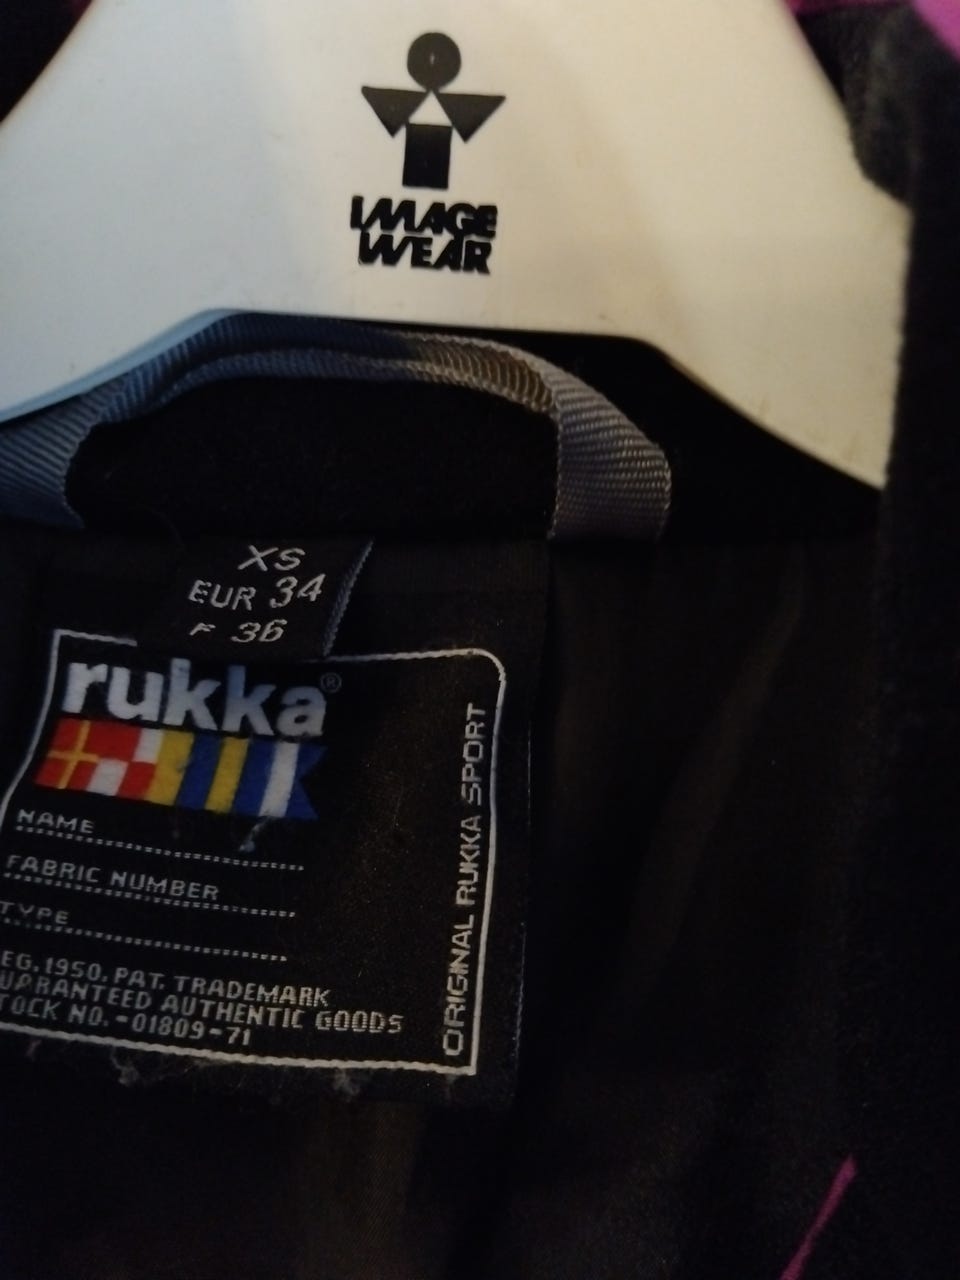 IMAGE
WEAR
XS
EUR 34
F 36
rukka®
NAME
FABRIC NUMBER
TYPE
EG. 1950. PAT. TRADEMARK
UARANTEED AUTHENTIC GOODS
TOCK NO. -01809-71
ORIGINAL RUKKA SPORT